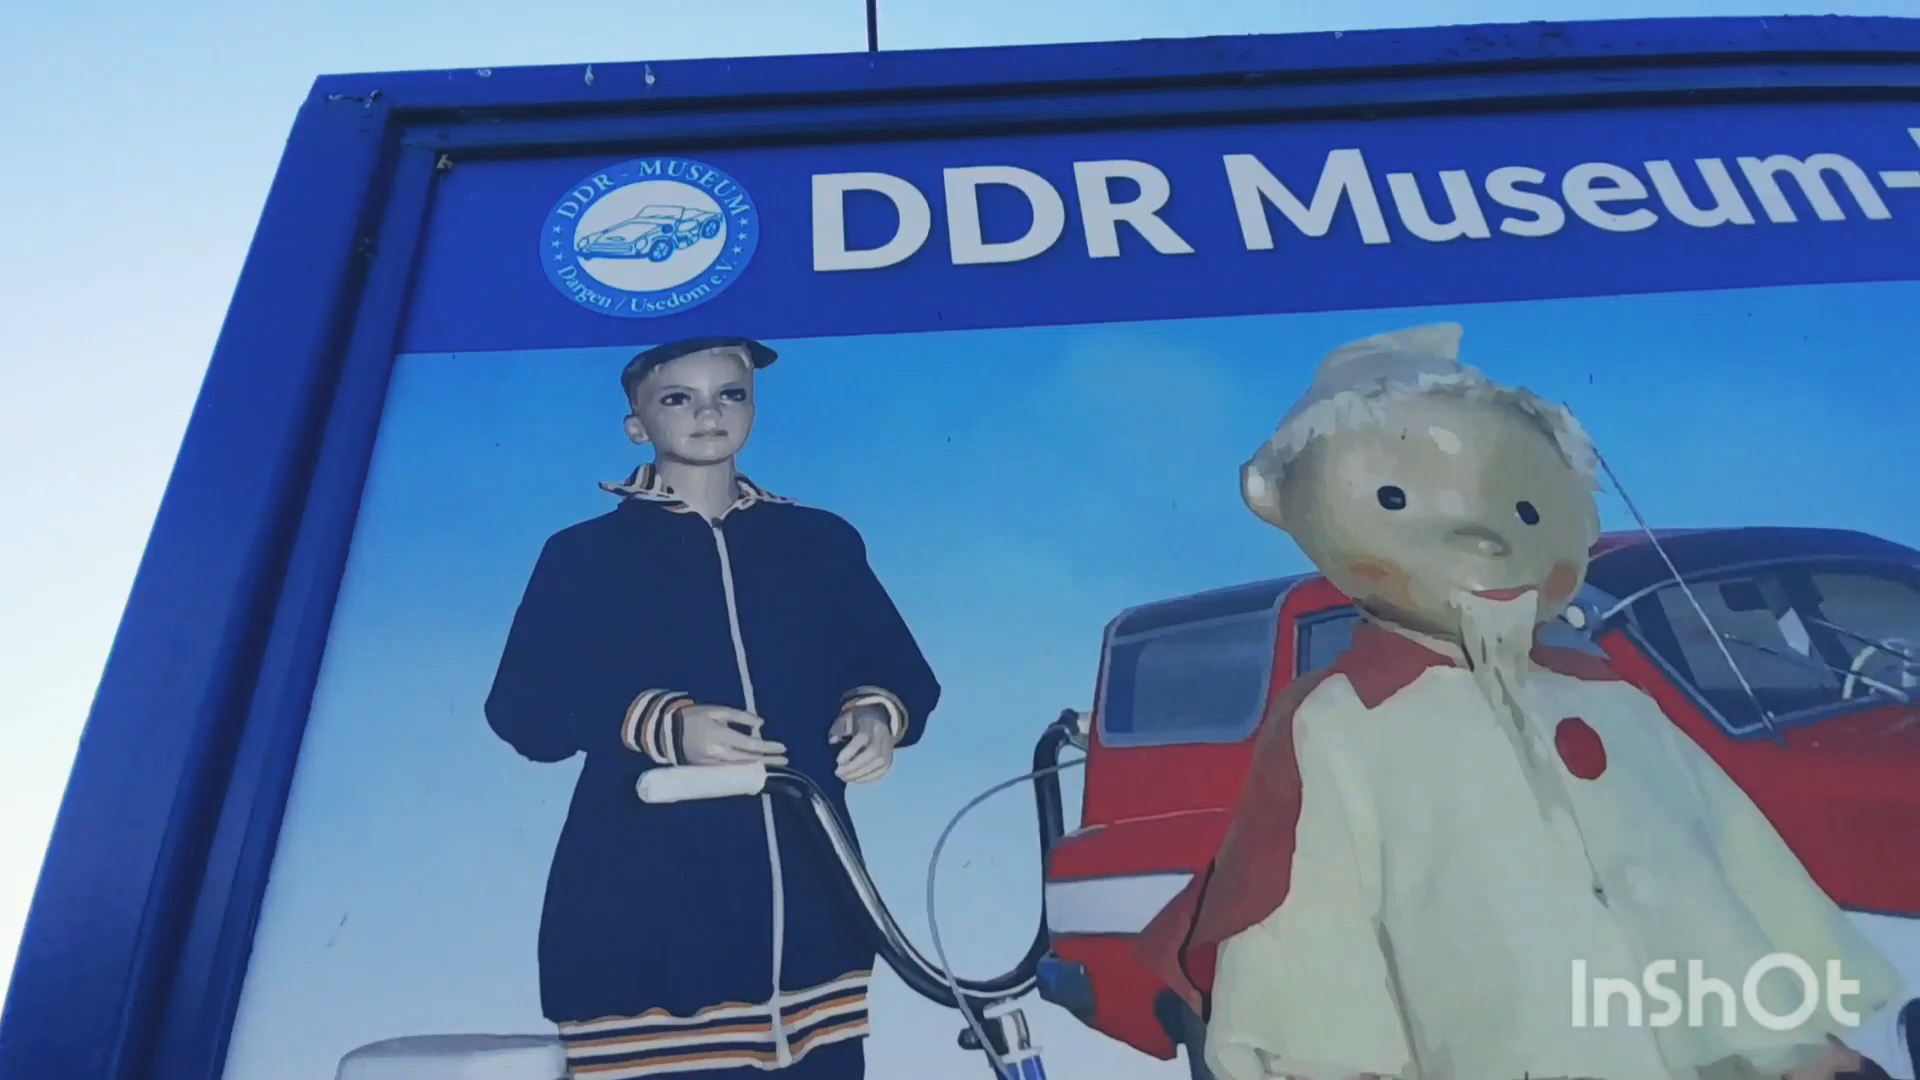 DDR - MUSEUM
Dargen / Usedom e.V.
DDR Museum-
InShOt